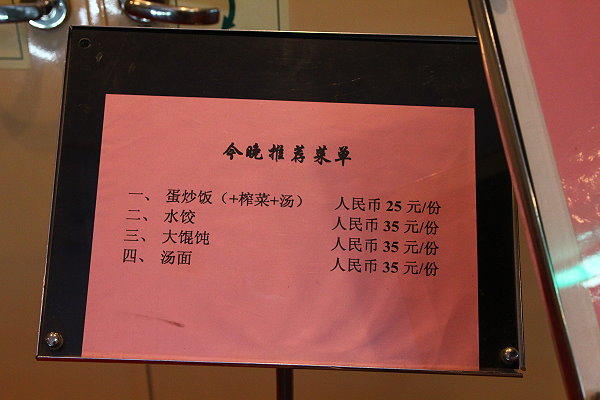 今晚推荐菜单
一、 蛋炒饭（+榨菜+汤） 人民币 25 元/份
二、 水饺 人民币 35 元/份
三、 大馄饨 人民币 35 元/份
四、 汤面 人民币 35 元/份